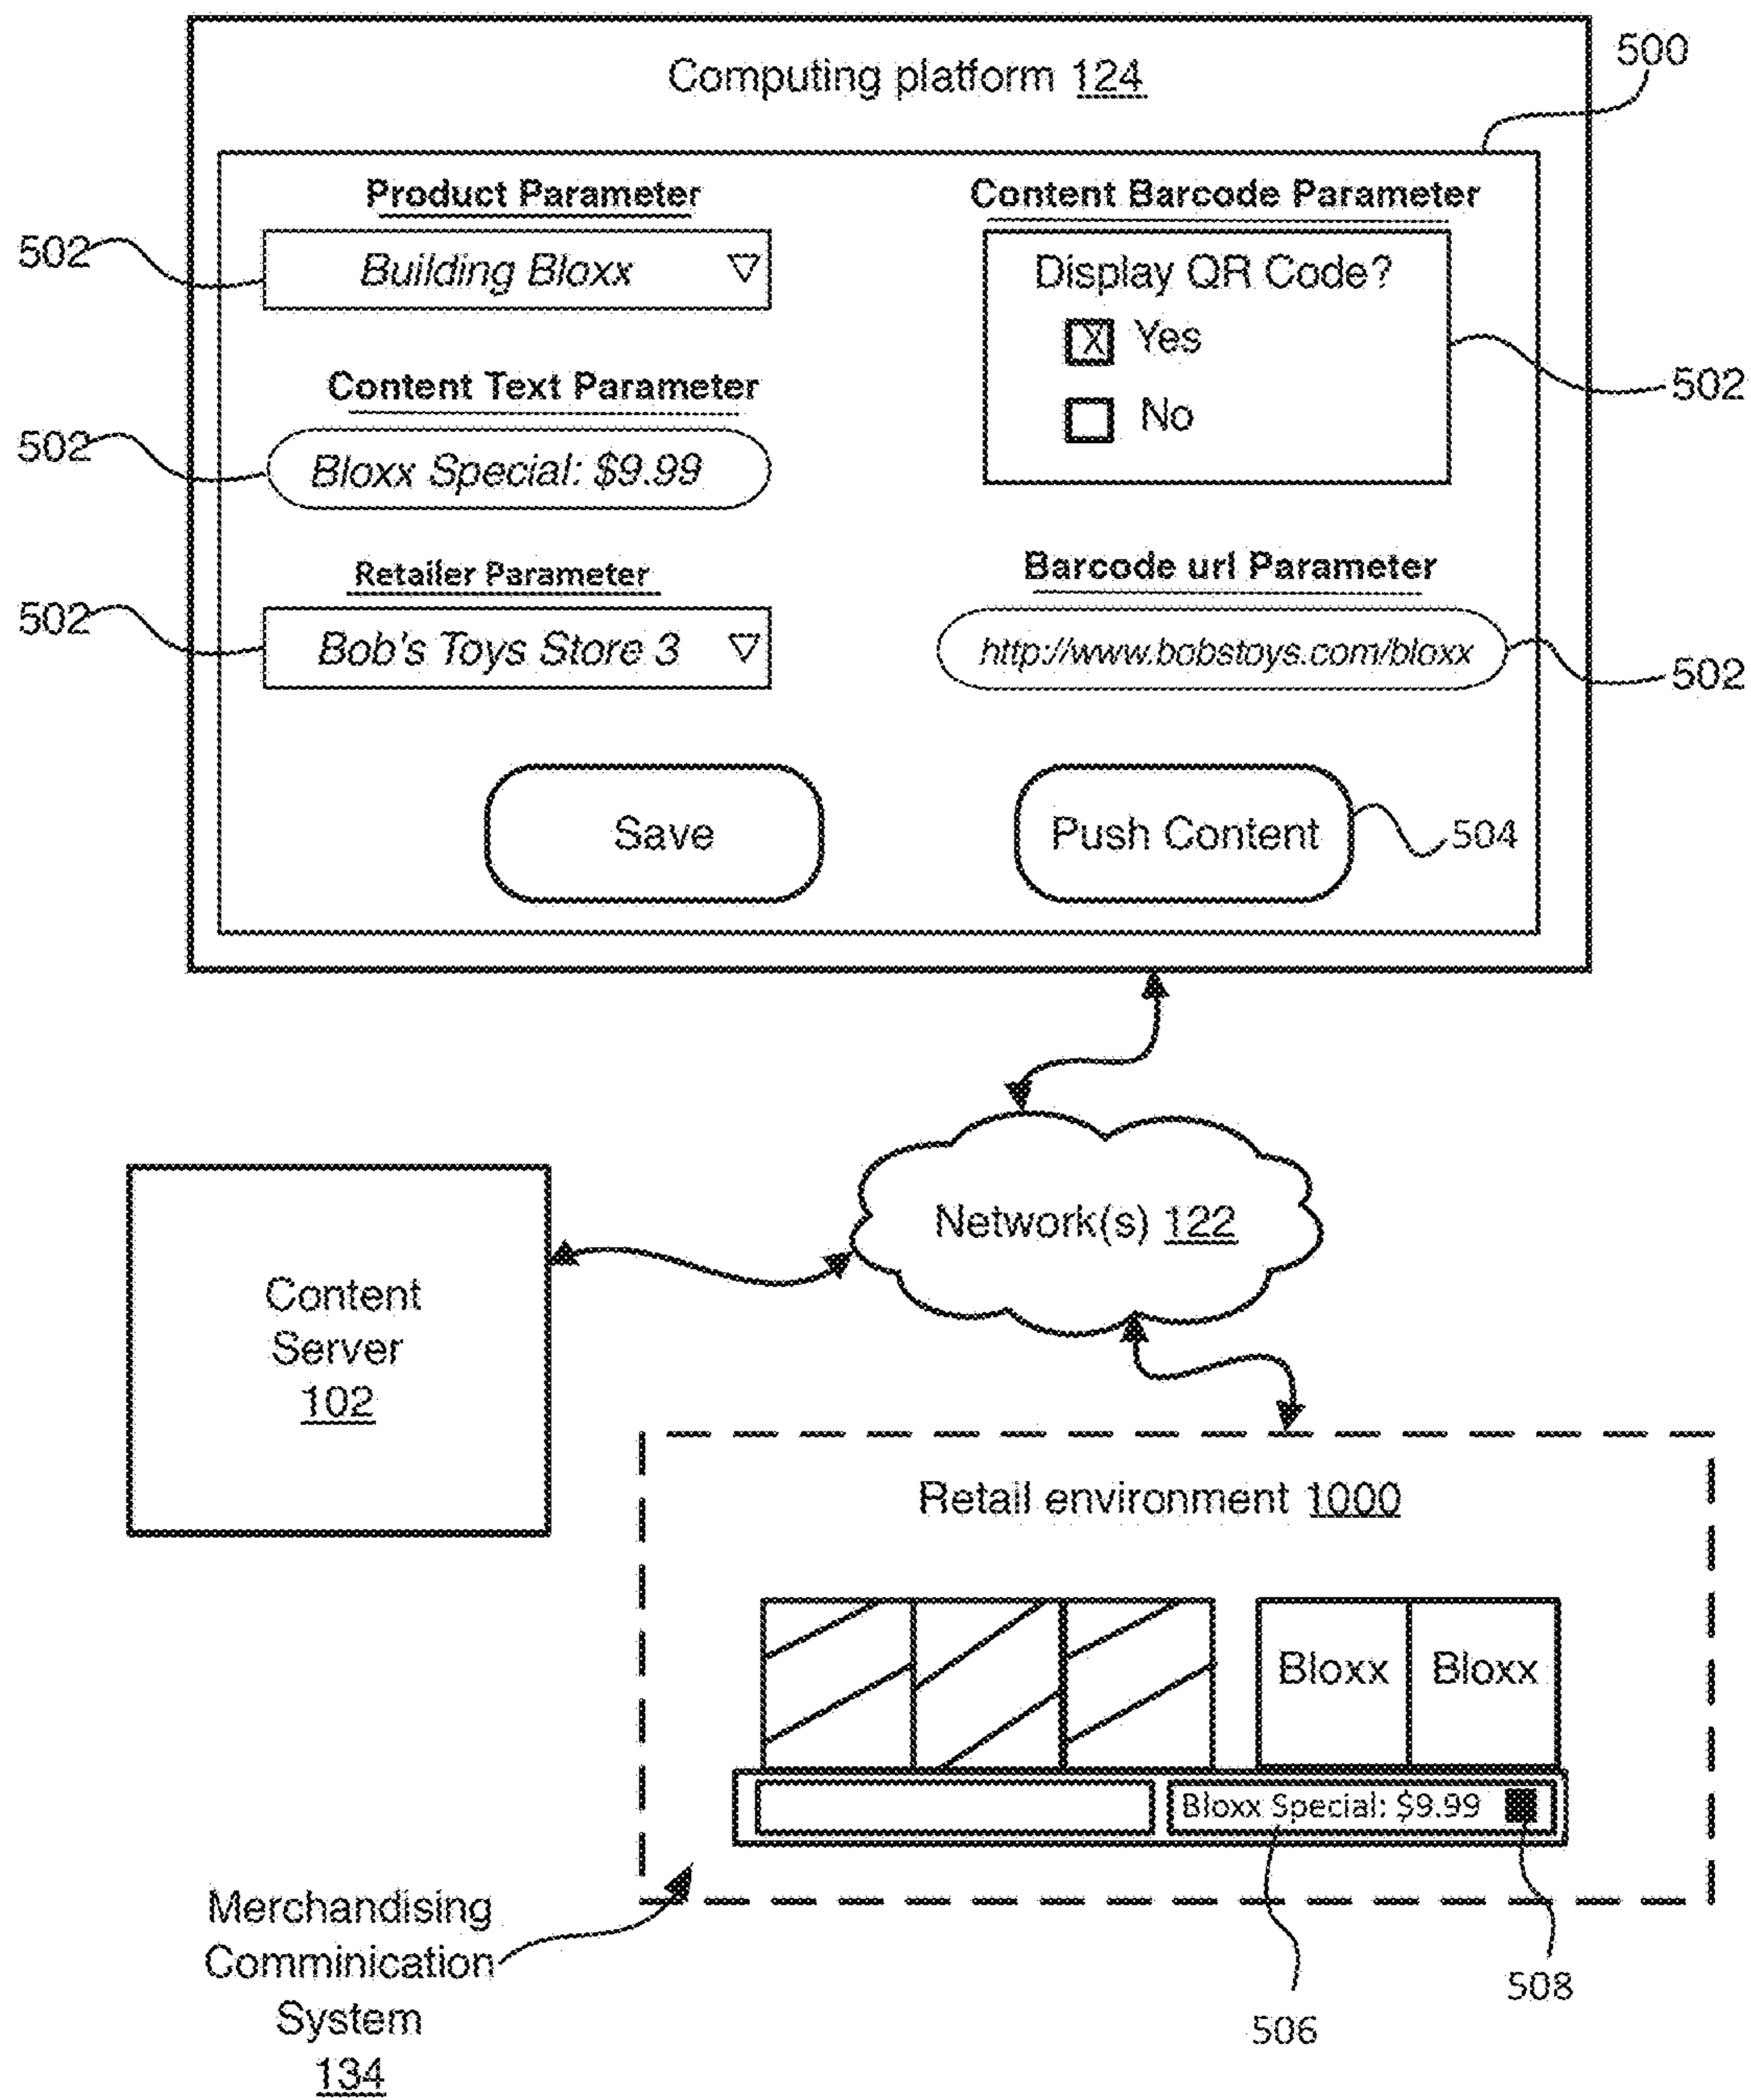 Computing platform 124
500
Product Parameter
502
Building Bloxx
Content Text Parameter
502
Bloxx Special: $9.99
Retailer Parameter
502
Bob's Toys Store 3
Content Barcode Parameter
Display QR Code?
X Yes
No
502
Barcode url Parameter
http://www.bobstoys.com/bloxx
502
Save
Push Content
504
Network(s) 122
Content
Server
102
Retail environment 1000
Bloxx
Bloxx
Bloxx Special: $9.99
Merchandising
Comminication
System
134
506
508